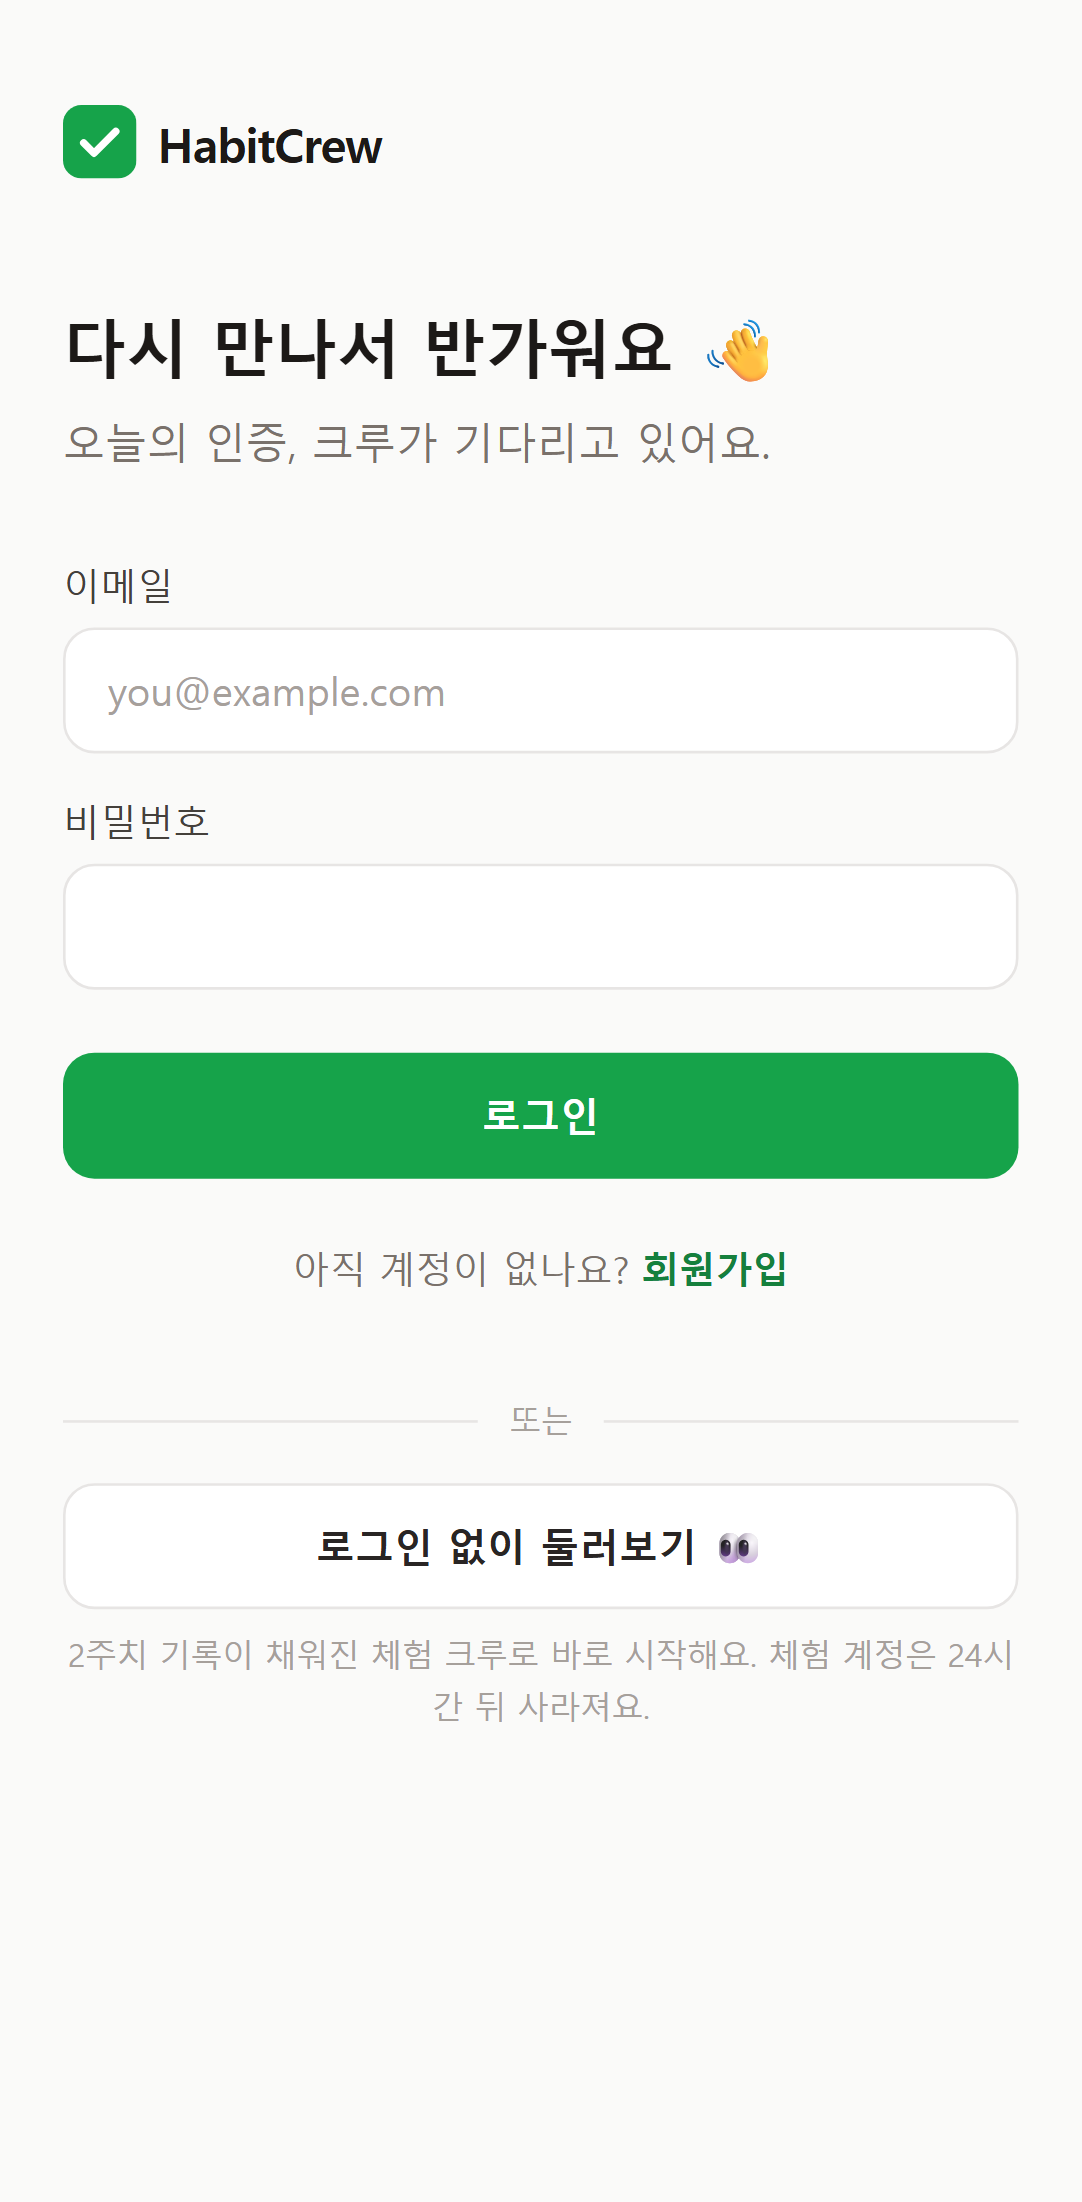 HabitCrew
다시 만나서 반가워요 👋
오늘의 인증, 크루가 기다리고 있어요.
이메일
you@example.com
비밀번호
로그인
아직 계정이 없나요? 회원가입
또는
로그인 없이 둘러보기 👀
2주치 기록이 채워진 체험 크루로 바로 시작해요. 체험 계정은 24시
간 뒤 사라져요.